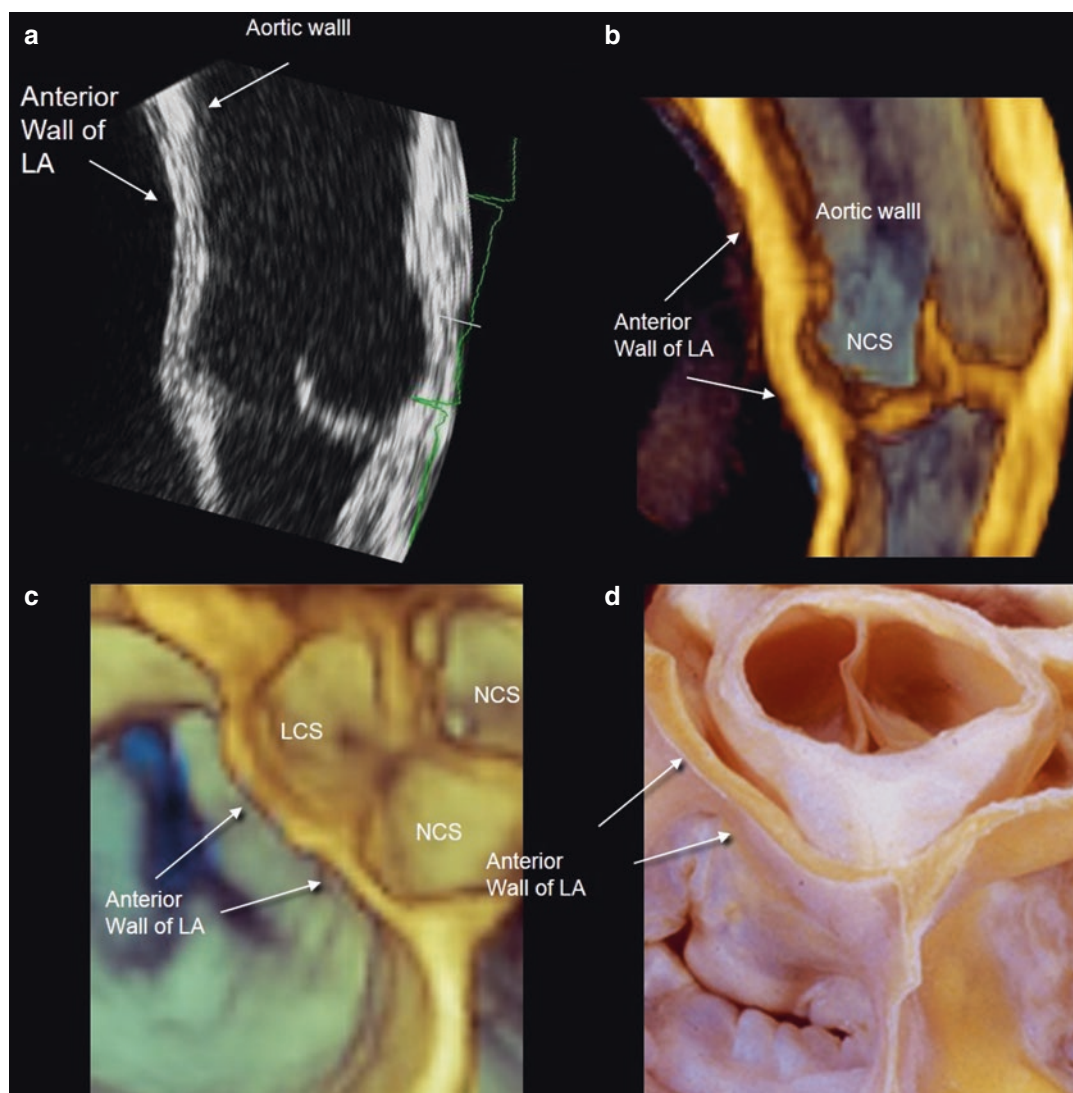 a
Aortic walll
Anterior
Wall of
LA
b
Aortic walll
Anterior
Wall of LA
NCS
c
LCS
NCS
NCS
Anterior
Wall of LA
d
Anterior
Wall of LA